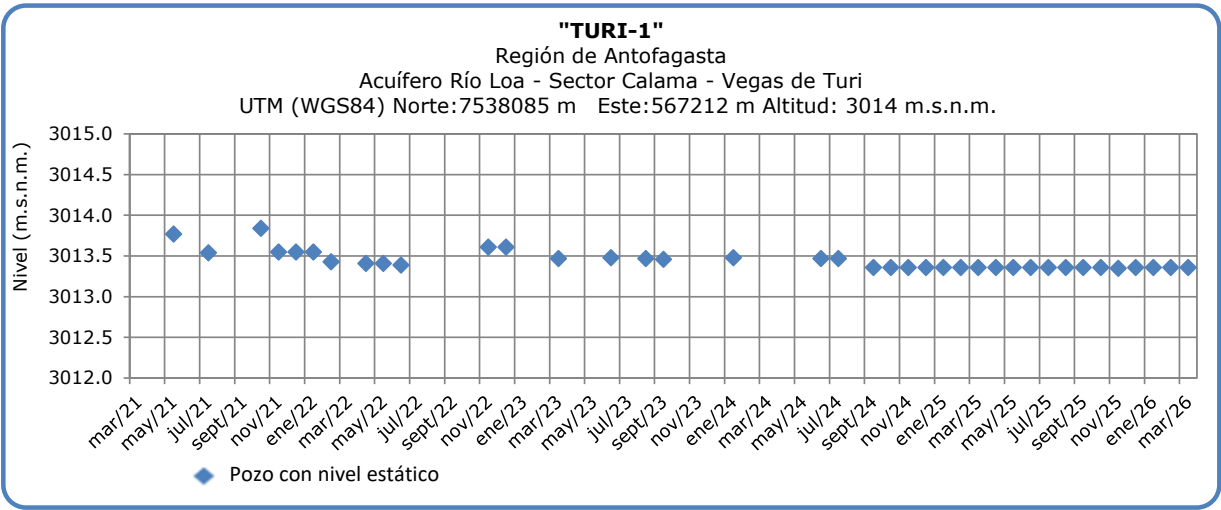 "TURI-1"
Región de Antofagasta
Acuífero Río Loa - Sector Calama - Vegas de Turi
UTM (WGS84) Norte:7538085 m Este:567212 m Altitud: 3014 m.s.n.m.
Nivel (m.s.n.m.)
3015.0
3014.5
3014.0
3013.5
3013.0
3012.5
3012.0
mar/21
may/21
jul/21
sept/21
nov/21
ene/22
mar/22
may/22
jul/22
sept/22
nov/22
ene/23
mar/23
may/23
jul/23
sept/23
nov/23
ene/24
mar/24
may/24
jul/24
sept/24
nov/24
ene/25
mar/25
may/25
jul/25
sept/25
nov/25
ene/26
mar/26
Pozo con nivel estático